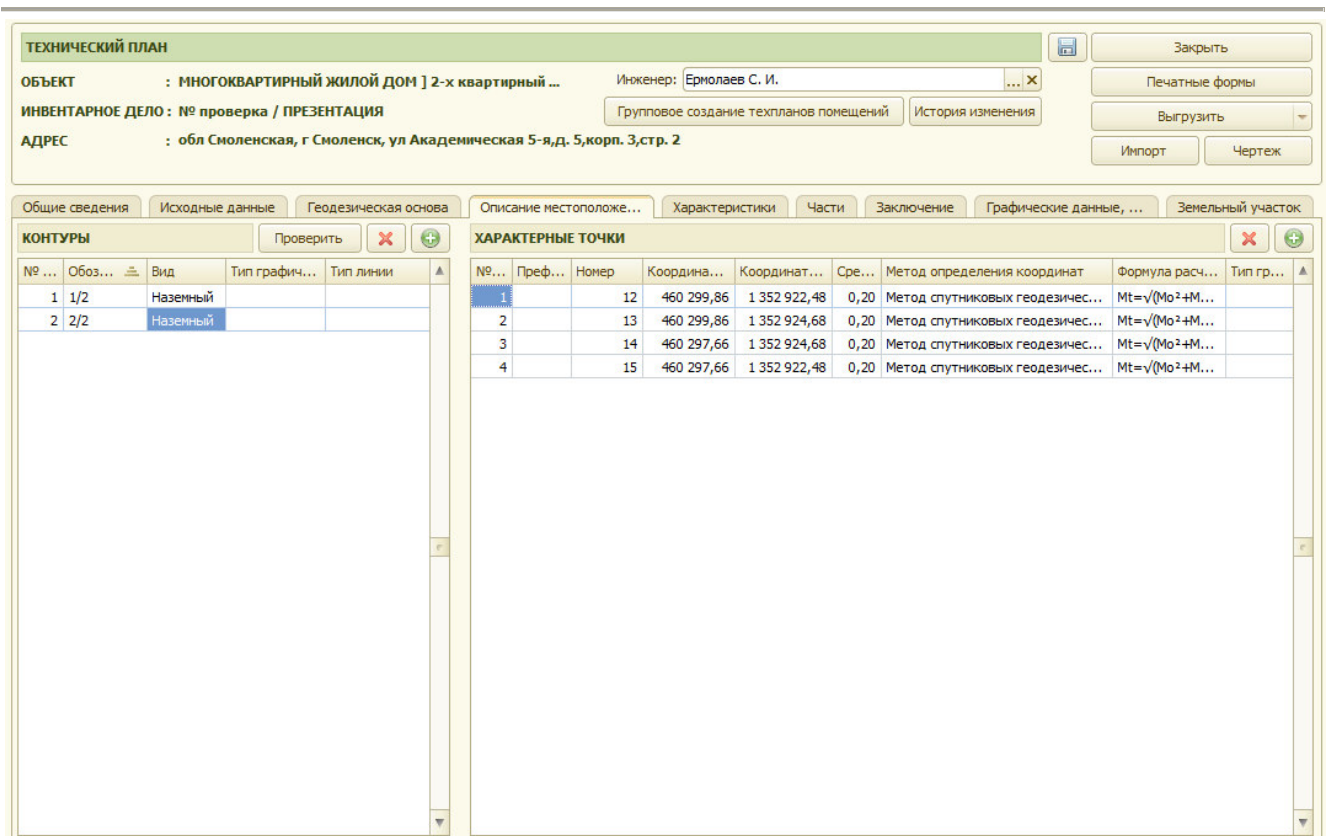 ТЕХНИЧЕСКИЙ ПЛАН
Закрыть
ОБЪЕКТ : МНОГОКВАРТИРНЫЙ ЖИЛОЙ ДОМ ] 2-х квартирный ...
Инженер: Ермолаев С. И. ...
Печатные формы
ИНВЕНТАРНОЕ ДЕЛО : № проверка / ПРЕЗЕНТАЦИЯ
Групповое создание техпланов помещений
История изменения
Выгрузить
АДРЕС : обл Смоленская, г Смоленск, ул Академическая 5-я,д. 5,корп. 3,стр. 2
Импорт
Чертеж
Общие сведения
Исходные данные
Геодезическая основа
Описание местоположе...
Характеристики
Части
Заключение
Графические данные, ...
Земельный участок
КОНТУРЫ
Проверить
№ ... Обоз... Вид Тип графич... Тип линии
1 1/2 Наземный
2 2/2 Наземный
ХАРАКТЕРНЫЕ ТОЧКИ
№... Преф... Номер Координа... Координат... Сре... Метод определения координат Формула расч... Тип гр...
1 12 460 299,86 1 352 922,48 0,20 Метод спутниковых геодезичес... Mt=√(Mo²+M...
2 13 460 299,86 1 352 924,68 0,20 Метод спутниковых геодезичес... Mt=√(Mo²+M...
3 14 460 297,66 1 352 924,68 0,20 Метод спутниковых геодезичес... Mt=√(Mo²+M...
4 15 460 297,66 1 352 922,48 0,20 Метод спутниковых геодезичес... Mt=√(Mo²+M...